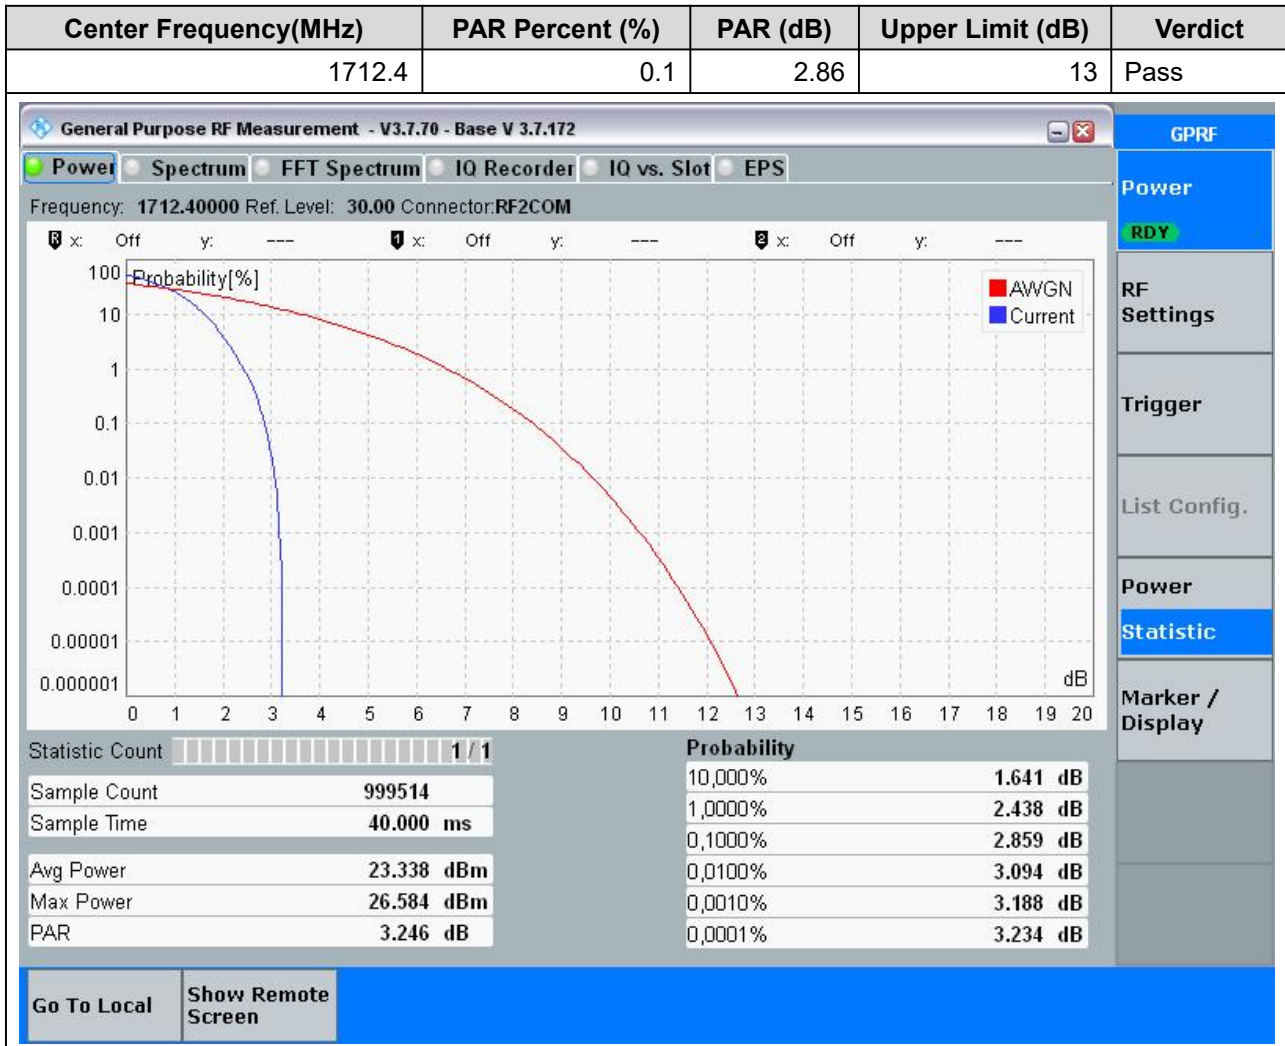 Center Frequency(MHz) PAR Percent (%) PAR (dB) Upper Limit (dB) Verdict
1712.4 0.1 2.86 13 Pass
General Purpose RF Measurement - V3.7.70 - Base V 3.7.172
GPRF
Power Spectrum FFT Spectrum IQ Recorder IQ vs. Slot EPS
Power
RDY
Frequency: 1712.40000 Ref. Level: 30.00 Connector:RF2COM
R x: Off y: --- 1 x: Off y: --- 2 x: Off y: ---
Probability[%]
AWGN
Current
100
10
1
0.1
0.01
0.001
0.0001
0.00001
0.000001
dB
0 1 2 3 4 5 6 7 8 9 10 11 12 13 14 15 16 17 18 19 20
RF
Settings
Trigger
List Config.
Power
Statistic
Marker /
Display
Statistic Count 1 / 1
Sample Count 999514
Sample Time 40.000 ms
Avg Power 23.338 dBm
Max Power 26.584 dBm
PAR 3.246 dB
Probability
10,000% 1.641 dB
1,0000% 2.438 dB
0,1000% 2.859 dB
0,0100% 3.094 dB
0,0010% 3.188 dB
0,0001% 3.234 dB
Go To Local
Show Remote
Screen